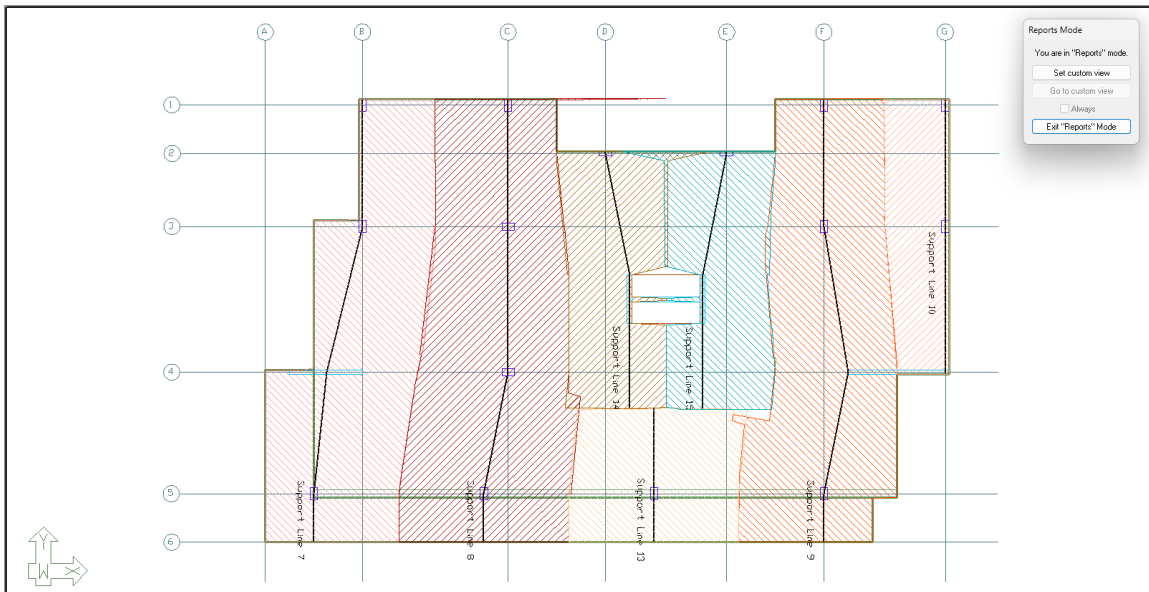 A B C D E F G
Reports Mode
You are in "Reports" mode.
Set custom view
Go to custom view
Always
Exit "Reports" Mode
1
2
3
4
5
6
Support Line 10
Support Line 14
Support Line 15
Support Line 7
Support Line 8
Support Line 13
Support Line 9
Y
W
X